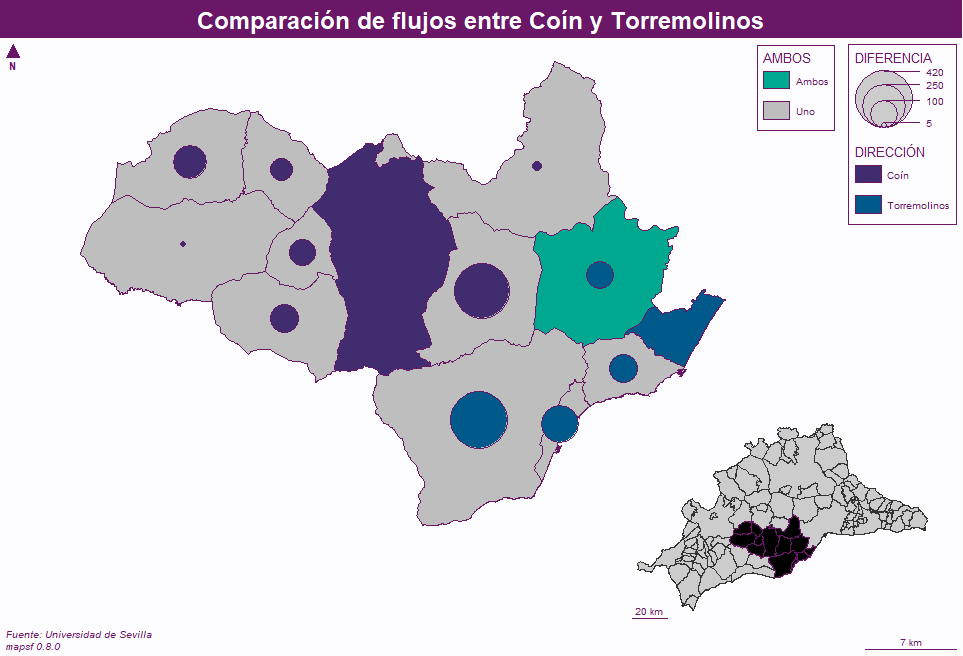 Comparación de flujos entre Coín y Torremolinos
N
AMBOS
Ambos
Uno
DIFERENCIA
420
250
100
5
DIRECCIÓN
Coín
Torremolinos
20 km
7 km
Fuente: Universidad de Sevilla
mapsf 0.8.0